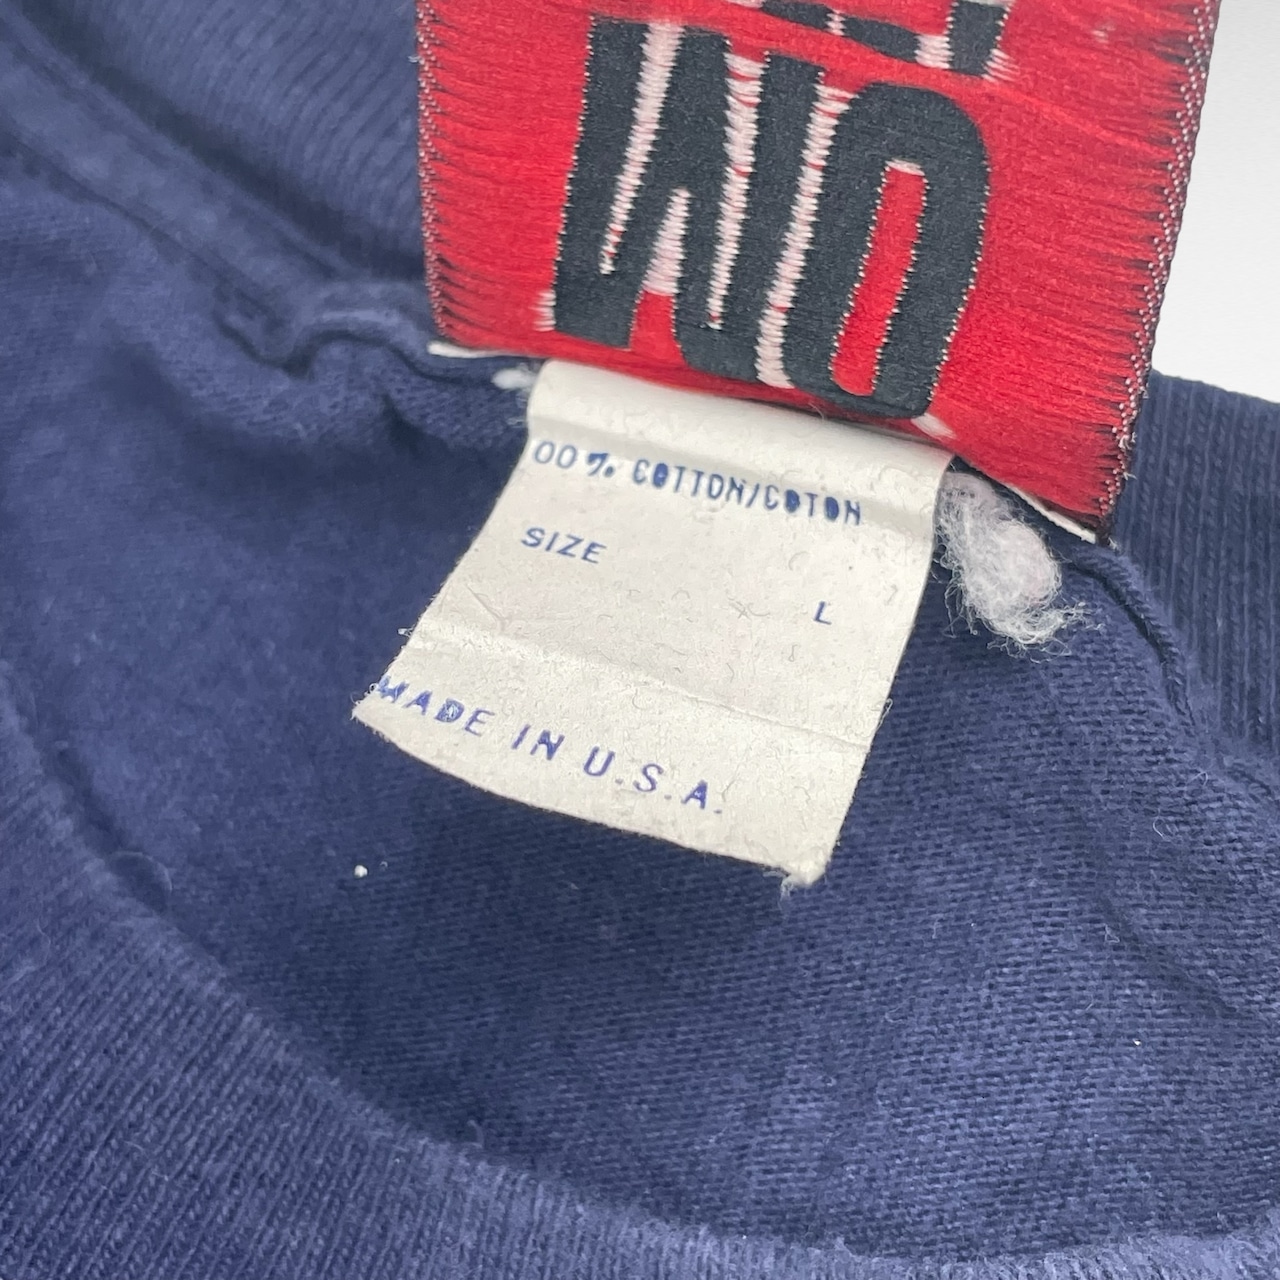 00% COTTON/COTON
SIZE
L
MADE IN U.S.A.